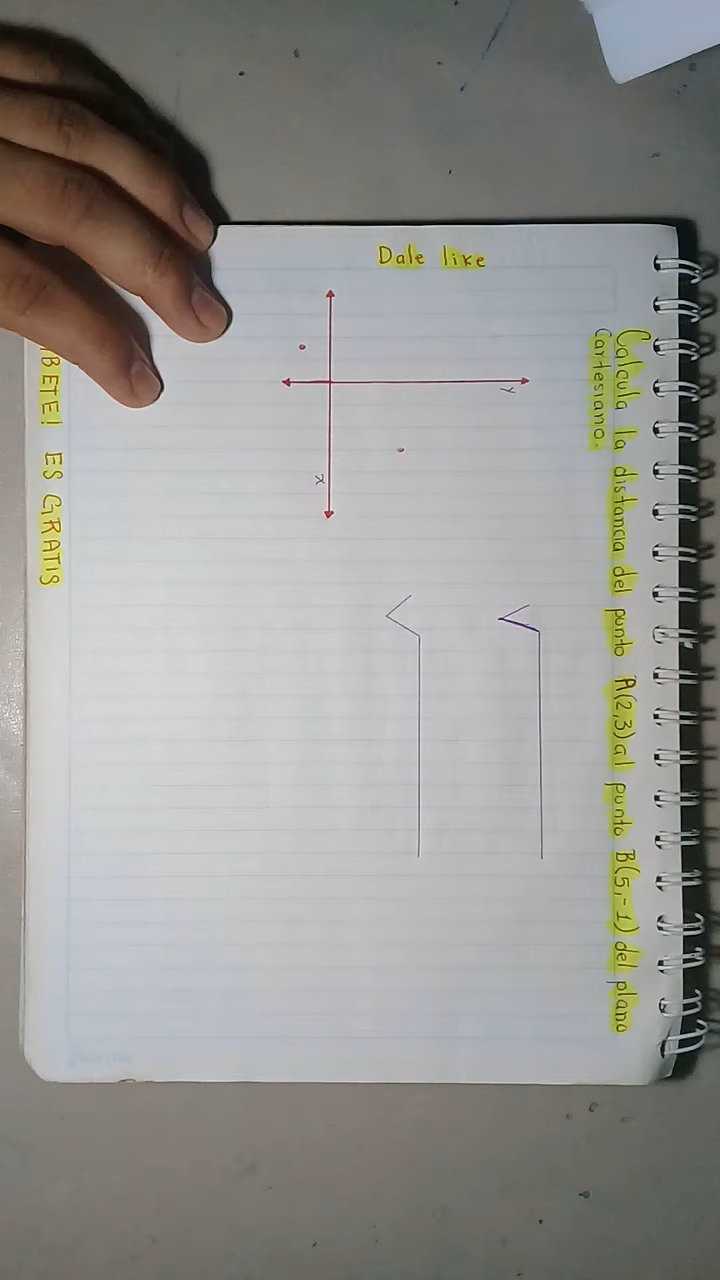 Calcula la distancia del punto A(2,3) al punto B(5,-1) del plano
cartesiano.
y
x
Dale like
BETE! ES GRATIS